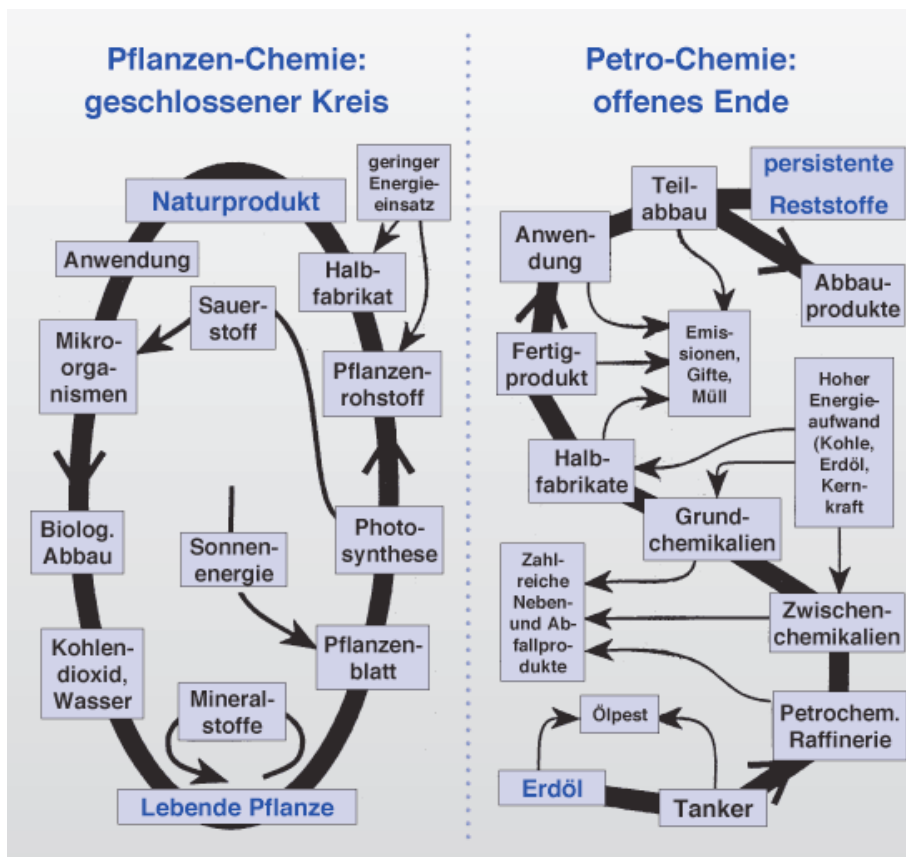 Pflanzen-Chemie:
geschlossener Kreis
geringer
Energie-
einsatz
Naturprodukt
Anwendung
Halb-
fabrikat
Sauer-
stoff
Mikro-
orga-
nismen
Pflanzen-
rohstoff
Biolog.
Abbau
Sonnen-
energie
Photo-
synthese
Kohlen-
dioxid,
Wasser
Pflanzen-
blatt
Mineral-
stoffe
Lebende Pflanze
Petro-Chemie:
offenes Ende
persistente
Reststoffe
Teil-
abbau
Anwen-
dung
Abbau-
produkte
Fertig-
produkt
Emis-
sionen,
Gifte,
Müll
Hoher
Energie-
aufwand
(Kohle,
Erdöl,
Kern-
kraft
Halb-
fabrikate
Grund-
chemikalien
Zahl-
reiche
Neben-
und Ab-
fallpro-
dukte
Zwischen-
chemikalien
Ölpest
Petrochem.
Raffinerie
Erdöl
Tanker